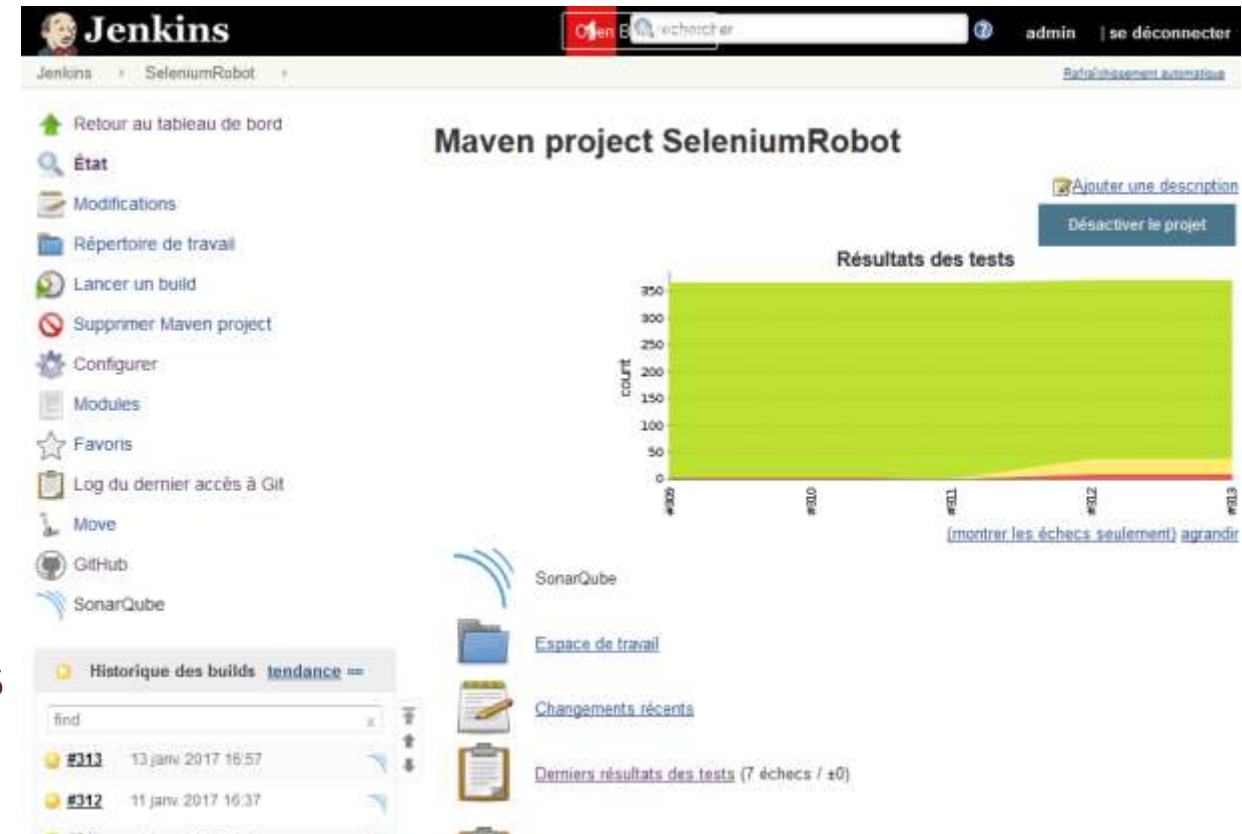 Jenkins
Open B rechercher
admin | se déconnecter
Jenkins SeleniumRobot
Rafraîchissement automatique
Retour au tableau de bord
État
Modifications
Répertoire de travail
Lancer un build
Supprimer Maven project
Configurer
Modules
Favoris
Log du dernier accès à Git
Move
GitHub
SonarQube
Historique des builds tendance
find x
#313 13 janv. 2017 16:57
#312 11 janv. 2017 16:37
Maven project SeleniumRobot
Ajouter une description
Désactiver le projet
Résultats des tests
count
350
300
250
200
150
100
50
0
#309 #310 #311 #312 #313
(montrer les échecs seulement) agrandir
SonarQube
Espace de travail
Changements récents
Derniers résultats des tests (7 échecs / ±0)